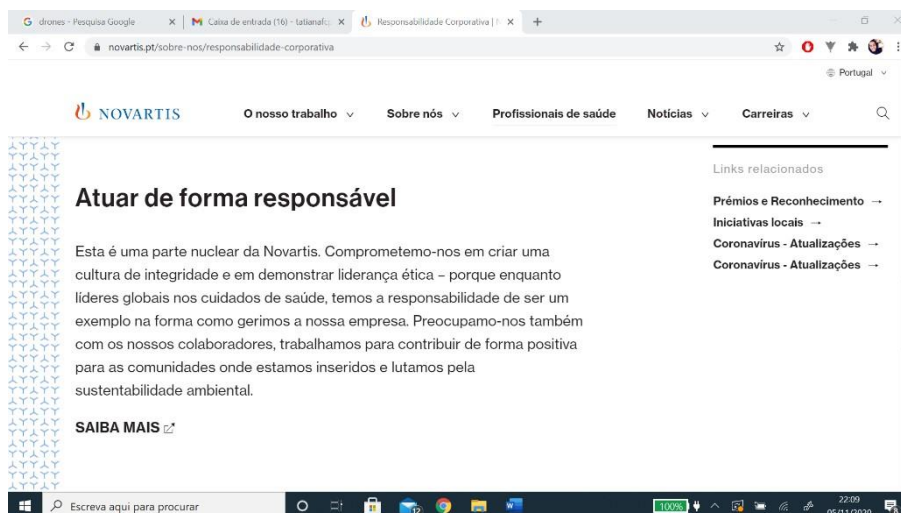 drones - Pesquisa Google
Caixa de entrada (16) - tatianafc
Responsabilidade Corporativa |
novartis.pt/sobre-nos/responsabilidade-corporativa
Portugal
NOVARTIS
O nosso trabalho
Sobre nós
Profissionais de saúde
Notícias
Carreiras
Links relacionados
Prémios e Reconhecimento →
Iniciativas locais →
Coronavírus - Atualizações →
Coronavírus - Atualizações →
Atuar de forma responsável
Esta é uma parte nuclear da Novartis. Comprometemo-nos em criar uma
cultura de integridade e em demonstrar liderança ética – porque enquanto
líderes globais nos cuidados de saúde, temos a responsabilidade de ser um
exemplo na forma como gerimos a nossa empresa. Preocupamo-nos também
com os nossos colaboradores, trabalhamos para contribuir de forma positiva
para as comunidades onde estamos inseridos e lutamos pela
sustentabilidade ambiental.
SAIBA MAIS
Escreva aqui para procurar
100%
22:09
05/11/2020